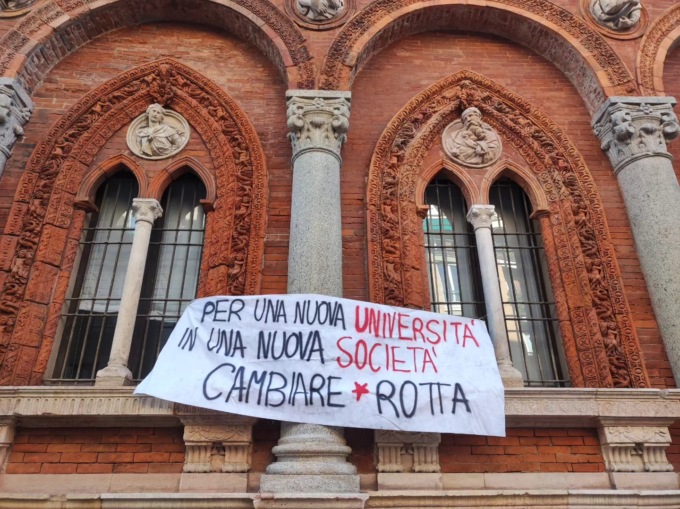 PER UNA NUOVA UNIVERSITA'
IN UNA NUOVA SOCIETA'
CAMBIARE * ROTTA